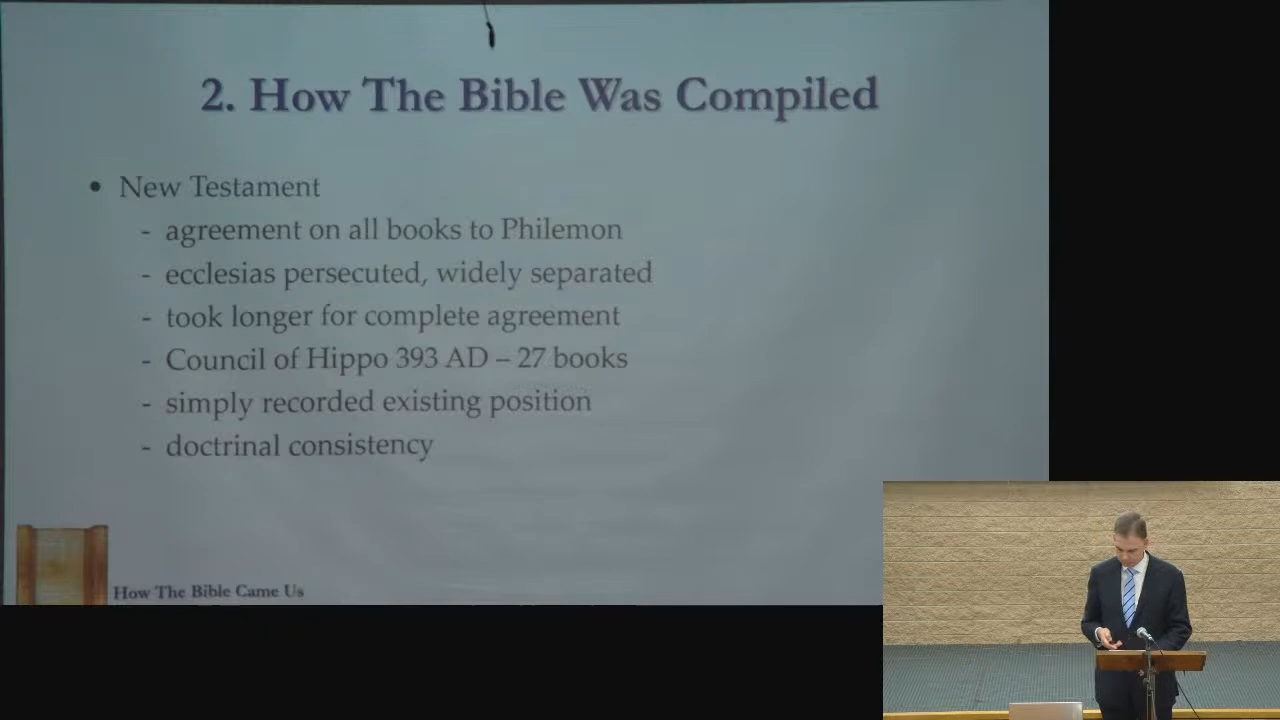 2. How The Bible Was Compiled
• New Testament
- agreement on all books to Philemon
- ecclesias persecuted, widely separated
- took longer for complete agreement
- Council of Hippo 393 AD – 27 books
- simply recorded existing position
- doctrinal consistency
How The Bible Came Us